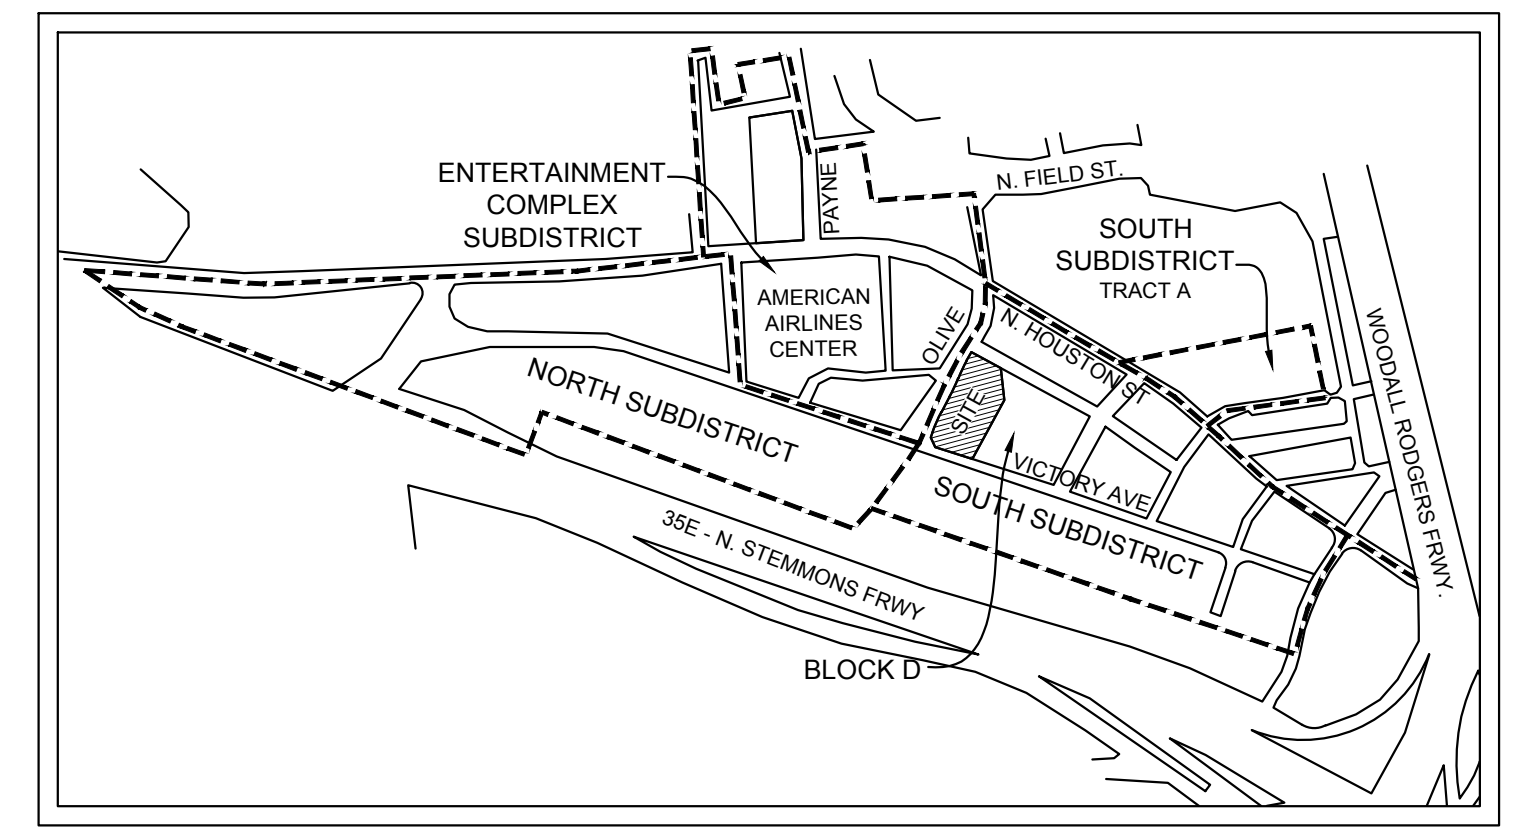 ENTERTAINMENT
COMPLEX
SUBDISTRICT
PAYNE
N. FIELD ST.
SOUTH
SUBDISTRICT
TRACT A
AMERICAN
AIRLINES
CENTER
OLIVE
N. HOUSTON ST
WOODALL RODGERS FRWY.
NORTH SUBDISTRICT
SITE
VICTORY AVE
SOUTH SUBDISTRICT
35E - N. STEMMONS FRWY
BLOCK D